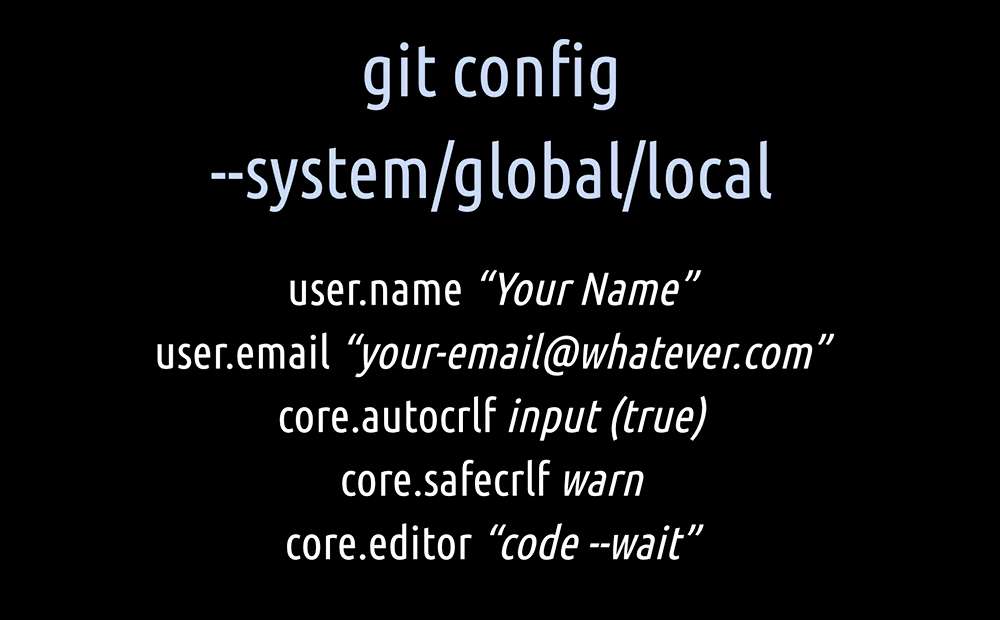 git config
--system/global/local
user.name “Your Name”
user.email “your-email@whatever.com”
core.autocrlf input (true)
core.safecrlf warn
core.editor “code --wait”